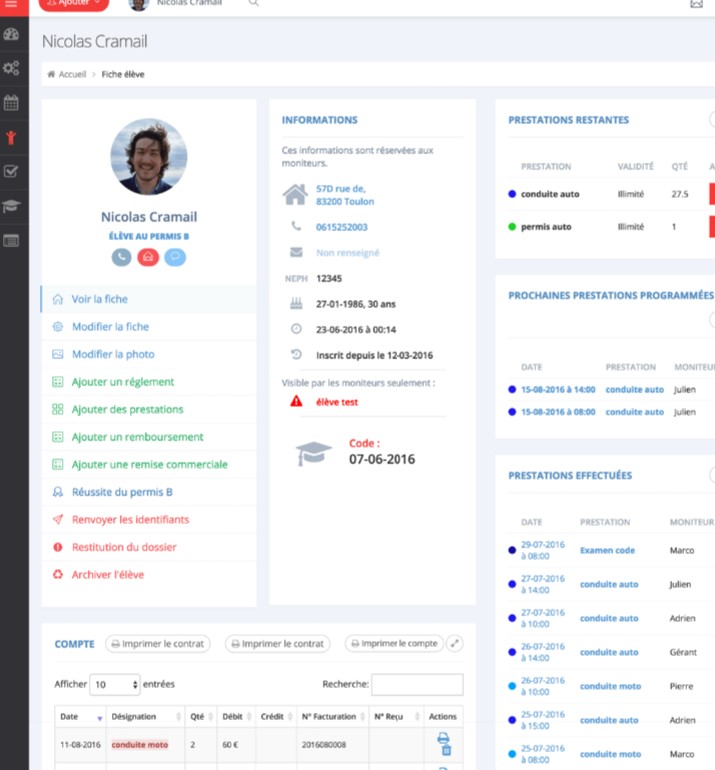 Ajouter
Nicolas Cramail
Nicolas Cramail
Accueil > Fiche élève
Nicolas Cramail
ÉLÈVE AU PERMIS B
Voir la fiche
Modifier la fiche
Modifier la photo
Ajouter un réglement
Ajouter des prestations
Ajouter un remboursement
Ajouter une remise commerciale
Réussite du permis B
Renvoyer les identifiants
Restitution du dossier
Archiver l'élève
INFORMATIONS
Ces informations sont réservées aux
moniteurs.
57D rue de,
83200 Toulon
0615252003
Non renseigné
NEPH 12345
27-01-1986, 30 ans
23-06-2016 à 00:14
Inscrit depuis le 12-03-2016
Visible par les moniteurs seulement :
élève test
Code :
07-06-2016
PRESTATIONS RESTANTES
PRESTATION VALIDITÉ QTÉ A
conduite auto Illimité 27.5
permis auto Illimité 1
PROCHAINES PRESTATIONS PROGRAMMÉES
DATE PRESTATION MONITEU
15-08-2016 à 14:00 conduite auto Julien
15-08-2016 à 08:00 conduite auto Julien
PRESTATIONS EFFECTUÉES
DATE PRESTATION MONITEUR
29-07-2016
à 08:00 Examen code Marco
27-07-2016
à 14:00 conduite auto Julien
27-07-2016
à 10:00 conduite auto Adrien
26-07-2016
à 14:00 conduite auto Gérant
26-07-2016
à 10:00 conduite moto Pierre
25-07-2016
à 15:00 conduite auto Adrien
25-07-2016
à 08:00 conduite moto Marco
COMPTE Imprimer le contrat Imprimer le contrat Imprimer le compte
Afficher 10 entrées Recherche:
Date Désignation Qté Débit Crédit N° Facturation N° Reçu Actions
11-08-2016 conduite moto 2 60 € 2016080008